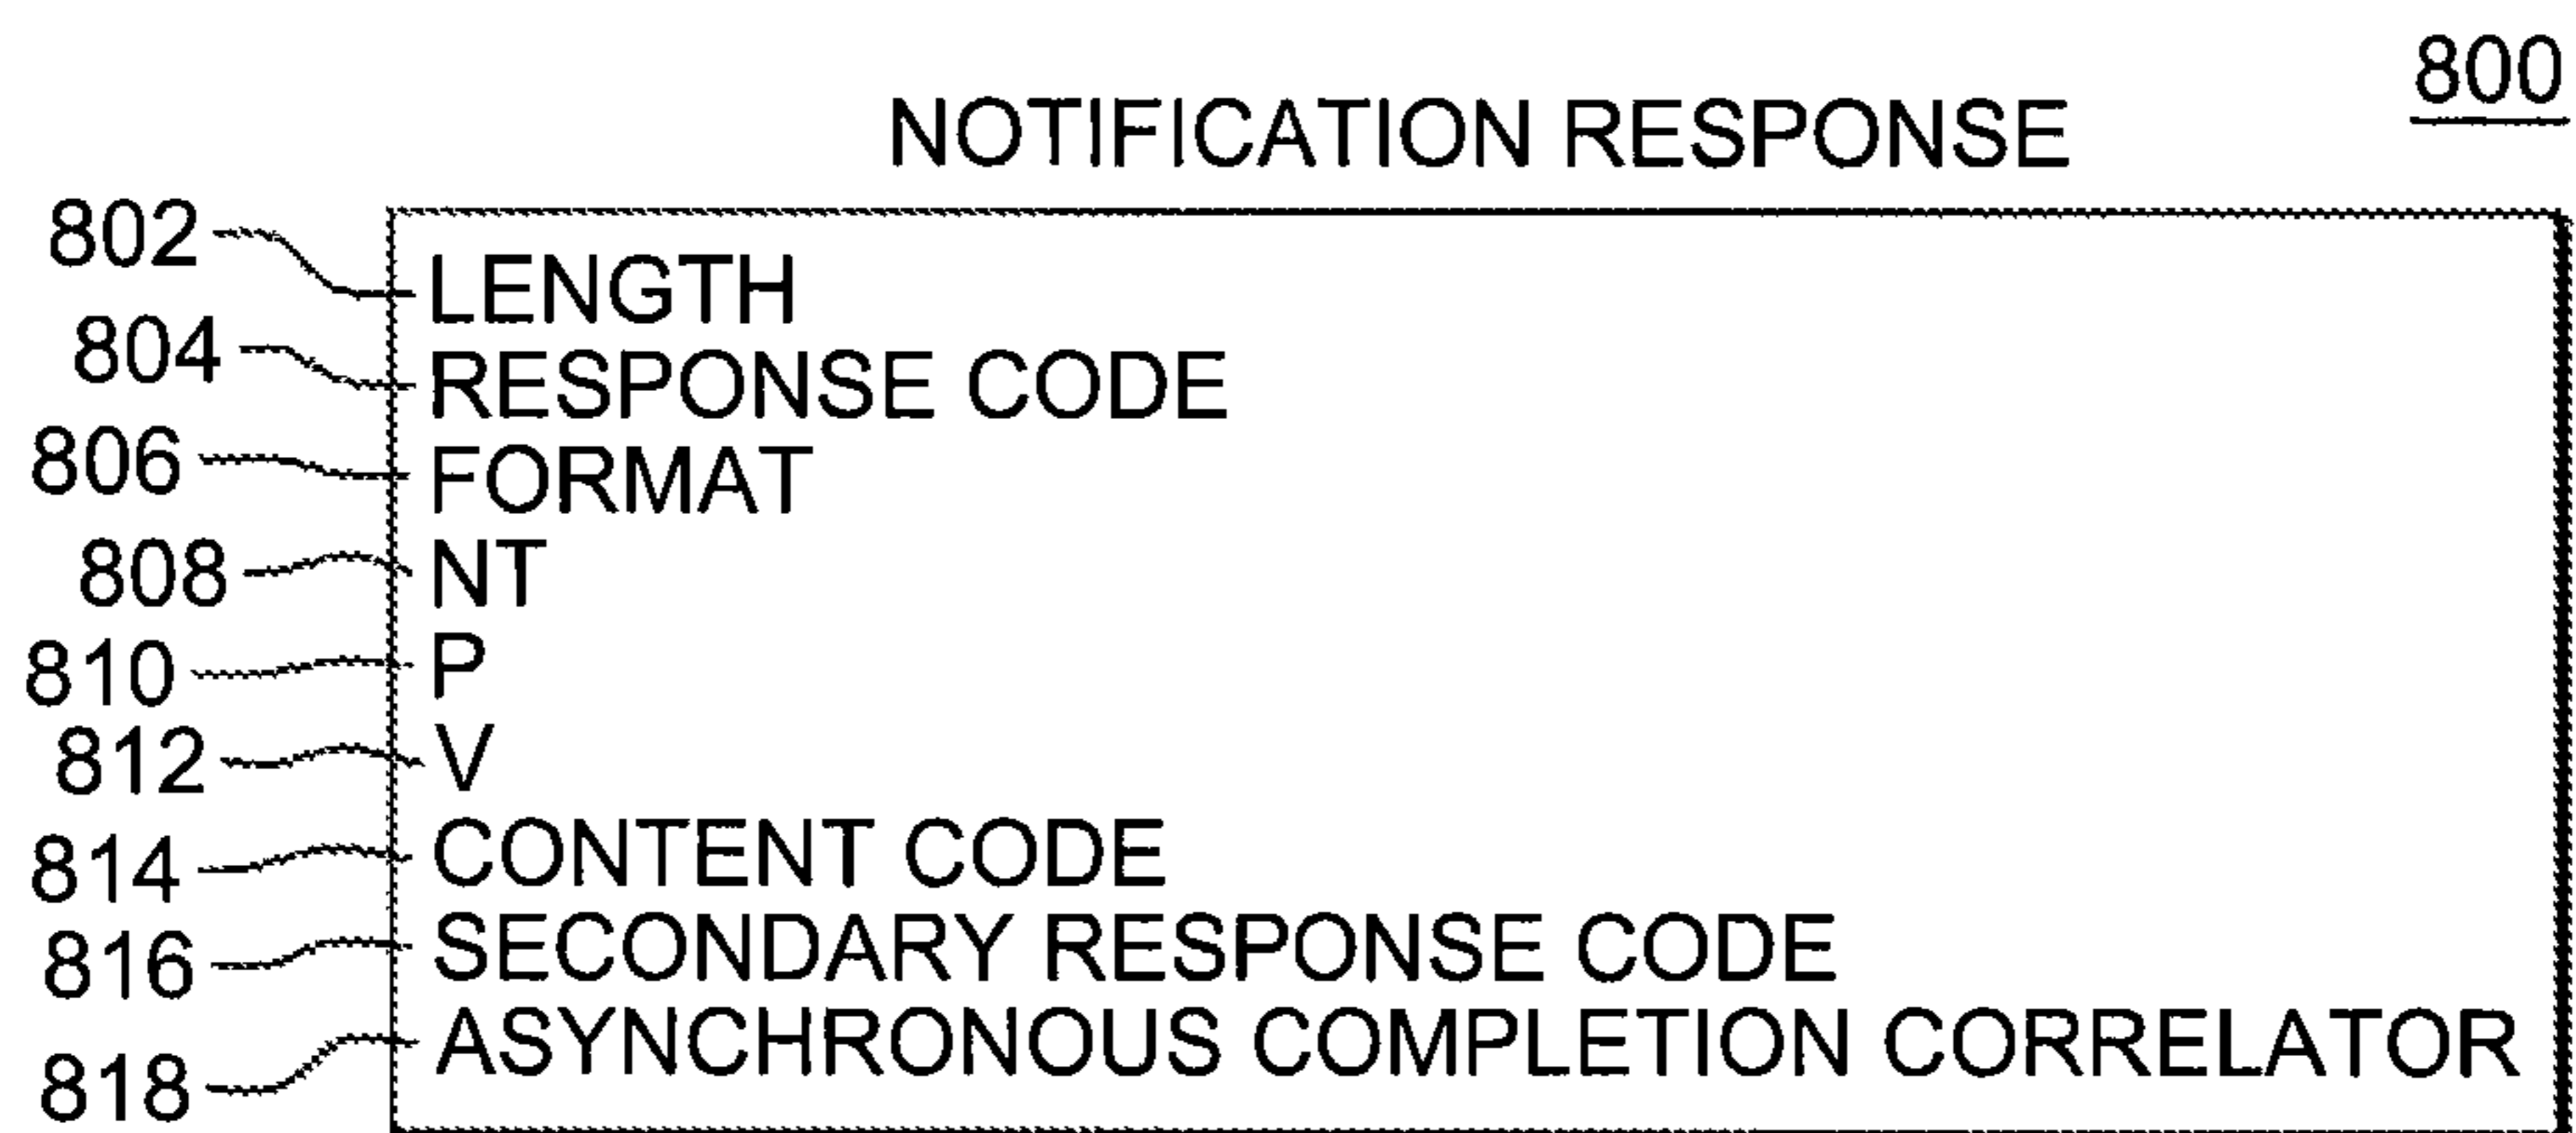 800
NOTIFICATION RESPONSE
802 LENGTH
804 RESPONSE CODE
806 FORMAT
808 NT
810 P
812 V
814 CONTENT CODE
816 SECONDARY RESPONSE CODE
818 ASYNCHRONOUS COMPLETION CORRELATOR